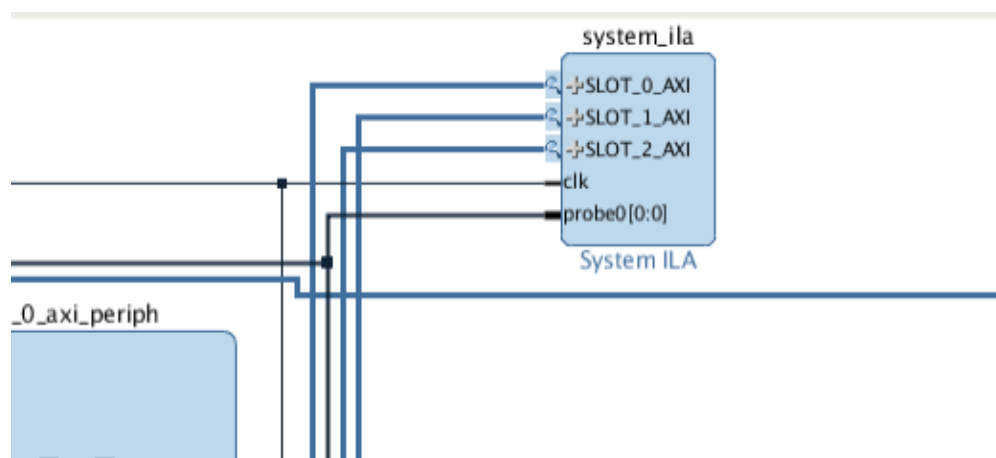 system_ila
SLOT_0_AXI
SLOT_1_AXI
SLOT_2_AXI
clk
probe0[0:0]
System ILA
_0_axi_periph